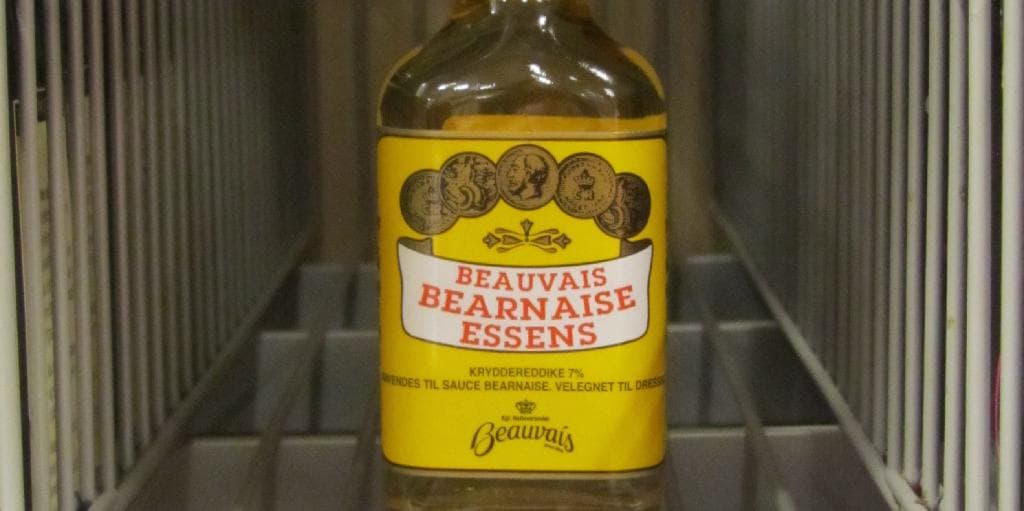 BEAUVAIS
BEARNAISE
ESSENS
KRYDDEREDDIKE 7%
TIL SAUCE BEARNAISE. VELEGNET TIL
Beauvais